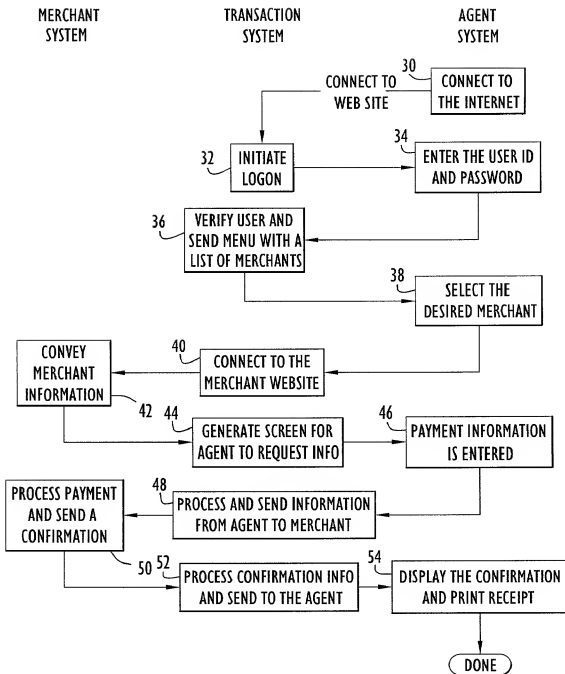 MERCHANT
SYSTEM
TRANSACTION
SYSTEM
AGENT
SYSTEM
30
CONNECT TO
THE INTERNET
CONNECT TO
WEB SITE
32
INITIATE
LOGON
34
ENTER THE USER ID
AND PASSWORD
36
VERIFY USER AND
SEND MENU WITH A
LIST OF MERCHANTS
38
SELECT THE
DESIRED MERCHANT
40
CONNECT TO THE
MERCHANT WEBSITE
CONVEY
MERCHANT
INFORMATION
42
44
GENERATE SCREEN FOR
AGENT TO REQUEST INFO
46
PAYMENT INFORMATION
IS ENTERED
48
PROCESS AND SEND INFORMATION
FROM AGENT TO MERCHANT
PROCESS PAYMENT
AND SEND A
CONFIRMATION
50
52
PROCESS CONFIRMATION INFO
AND SEND TO THE AGENT
54
DISPLAY THE CONFIRMATION
AND PRINT RECEIPT
DONE